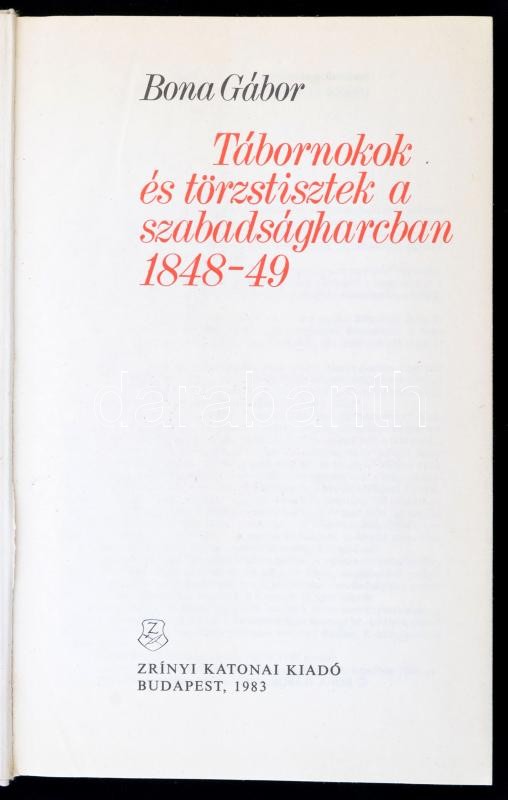 Bona Gábor
Tábornokok
és törzstisztek a
szabadságharcban
1848-49
darabanth
Z
ZRÍNYI KATONAI KIADÓ
BUDAPEST, 1983